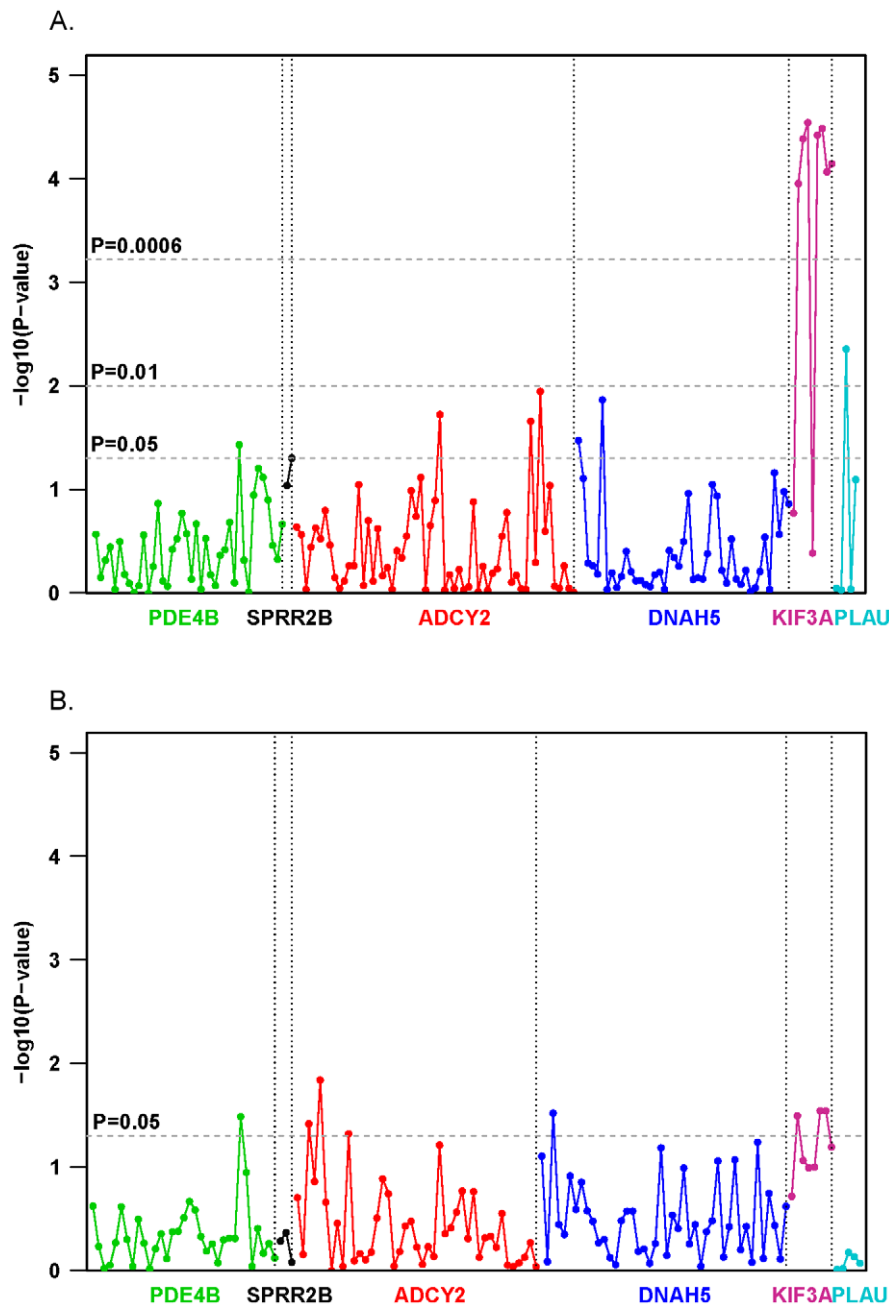 A.
5
4
P=0.0006
3
−log10(P−value)
P=0.01
2
P=0.05
1
0
PDE4B SPRR2B ADCY2 DNAH5 KIF3A PLAU
B.
5
4
3
−log10(P−value)
2
P=0.05
1
0
PDE4B SPRR2B ADCY2 DNAH5 KIF3A PLAU